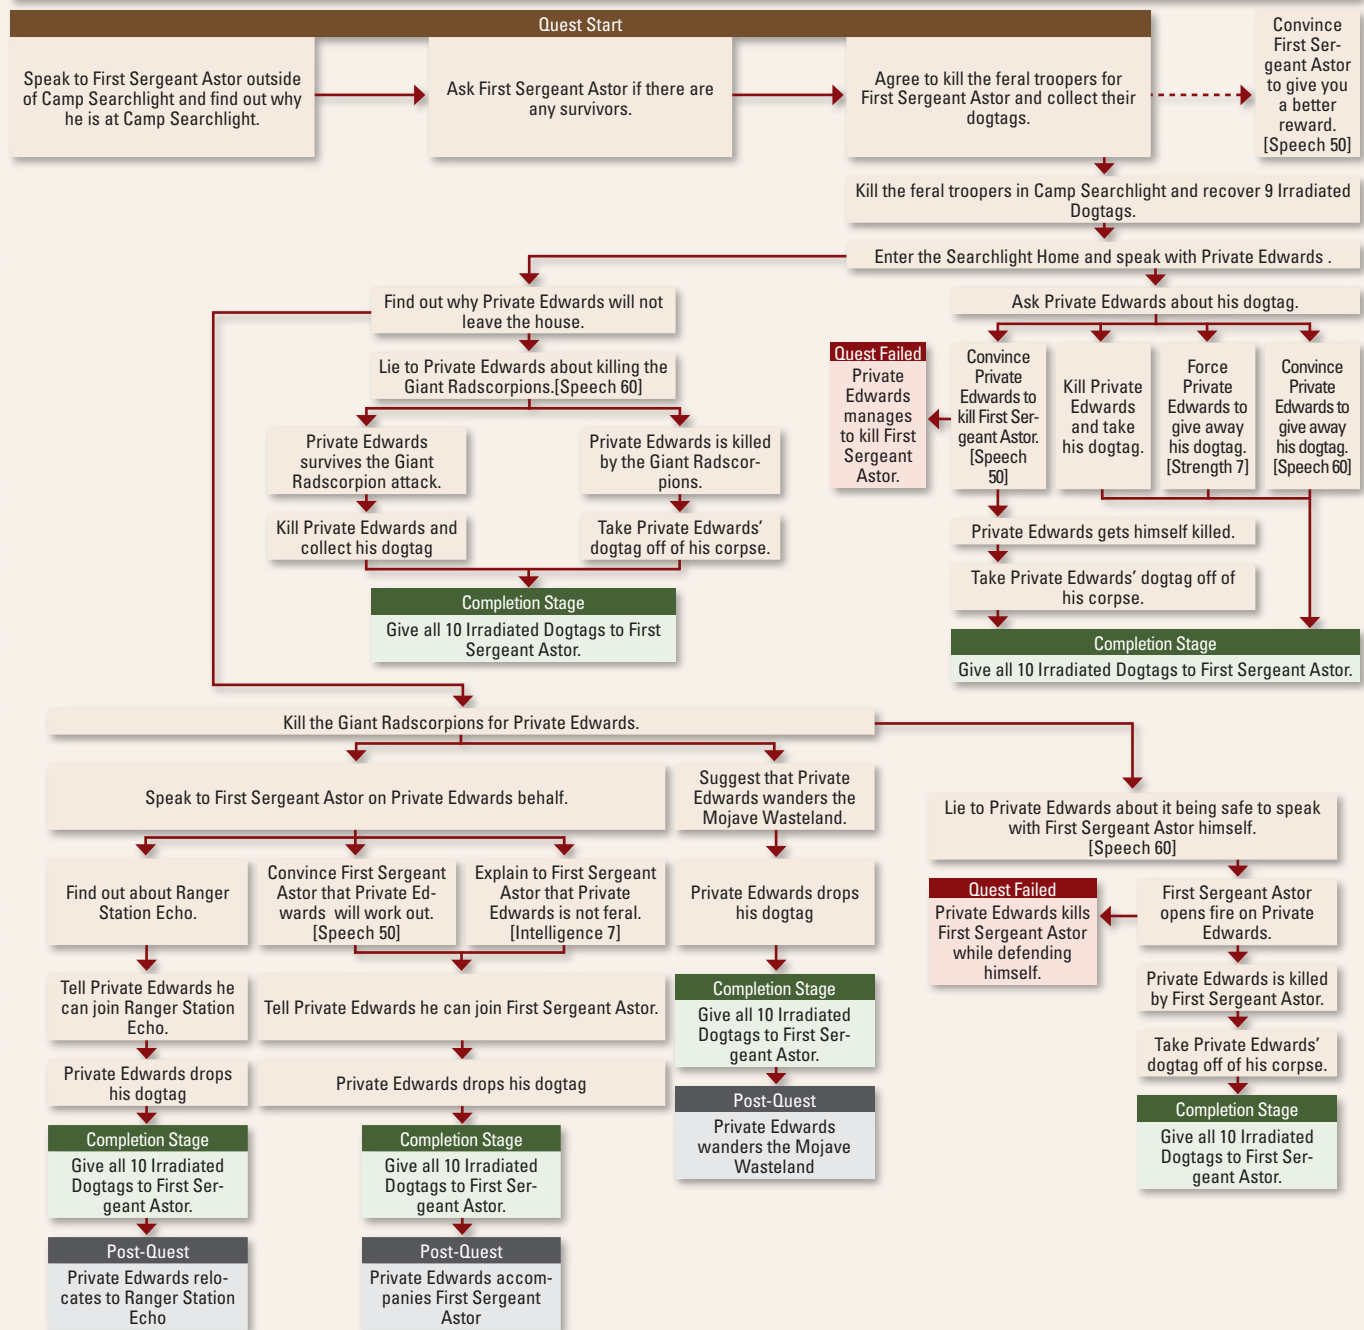 Quest Start
Speak to First Sergeant Astor outside
of Camp Searchlight and find out why
he is at Camp Searchlight.
Ask First Sergeant Astor if there are
any survivors.
Agree to kill the feral troopers for
First Sergeant Astor and collect their
dogtags.
Convince
First Ser-
geant Astor
to give you
a better
reward.
[Speech 50]
Kill the feral troopers in Camp Searchlight and recover 9 Irradiated
Dogtags.
Enter the Searchlight Home and speak with Private Edwards .
Find out why Private Edwards will not
leave the house.
Ask Private Edwards about his dogtag.
Lie to Private Edwards about killing the
Giant Radscorpions.[Speech 60]
Quest Failed
Private
Edwards
manages
to kill First
Sergeant
Astor.
Convince
Private
Edwards to
kill First Ser-
geant Astor.
[Speech
50]
Kill Private
Edwards
and take
his dogtag.
Force
Private
Edwards to
give away
his dogtag.
[Strength 7]
Convince
Private
Edwards to
give away
his dogtag.
[Speech 60]
Private Edwards
survives the Giant
Radscorpion attack.
Private Edwards is killed
by the Giant Radscor-
pions.
Kill Private Edwards and
collect his dogtag
Take Private Edwards'
dogtag off of his corpse.
Private Edwards gets himself killed.
Take Private Edwards' dogtag off of
his corpse.
Completion Stage
Give all 10 Irradiated Dogtags to First
Sergeant Astor.
Completion Stage
Give all 10 Irradiated Dogtags to First Sergeant Astor.
Kill the Giant Radscorpions for Private Edwards.
Speak to First Sergeant Astor on Private Edwards behalf.
Suggest that Private
Edwards wanders the
Mojave Wasteland.
Lie to Private Edwards about it being safe to speak
with First Sergeant Astor himself.
[Speech 60]
Find out about Ranger
Station Echo.
Convince First Sergeant
Astor that Private Ed-
wards will work out.
[Speech 50]
Explain to First Sergeant
Astor that Private
Edwards is not feral.
[Intelligence 7]
Private Edwards drops
his dogtag
Quest Failed
Private Edwards kills
First Sergeant Astor
while defending
himself.
First Sergeant Astor
opens fire on Private
Edwards.
Tell Private Edwards he
can join Ranger Station
Echo.
Tell Private Edwards he can join First Sergeant Astor.
Completion Stage
Give all 10 Irradiated
Dogtags to First Ser-
geant Astor.
Private Edwards is killed
by First Sergeant Astor.
Take Private Edwards'
dogtag off of his corpse.
Private Edwards drops
his dogtag
Private Edwards drops his dogtag
Post-Quest
Private Edwards
wanders the Mojave
Wasteland
Completion Stage
Give all 10 Irradiated
Dogtags to First Ser-
geant Astor.
Completion Stage
Give all 10 Irradiated
Dogtags to First Ser-
geant Astor.
Completion Stage
Give all 10 Irradiated
Dogtags to First Ser-
geant Astor.
Post-Quest
Private Edwards relo-
cates to Ranger Station
Echo
Post-Quest
Private Edwards accom-
panies First Sergeant
Astor